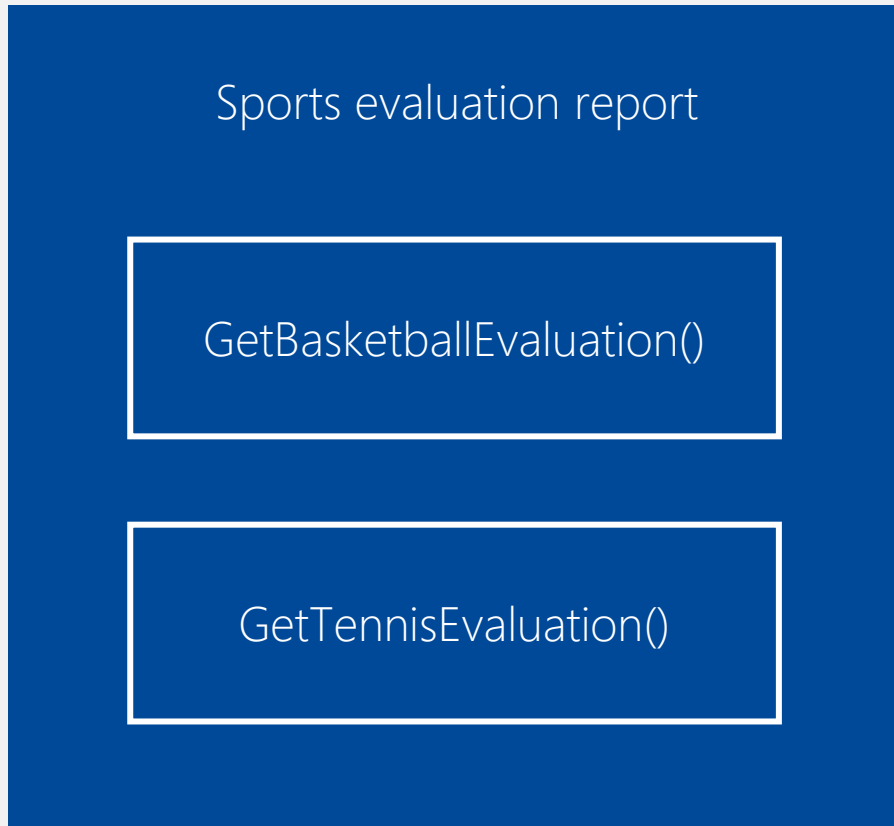 Sports evaluation report
GetBasketballEvaluation()
GetTennisEvaluation()